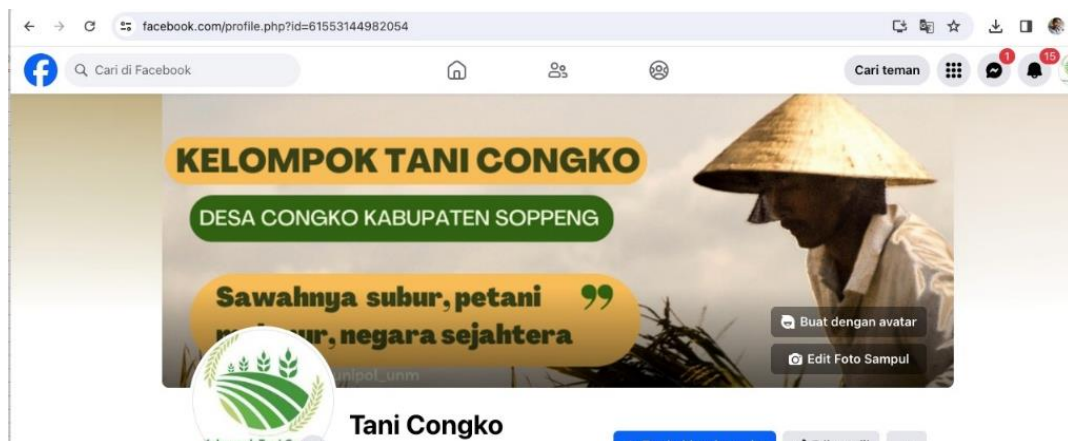 facebook.com/profile.php?id=61553144982054
Cari di Facebook
Cari teman
1
15
KELOMPOK TANI CONGKO
DESA CONGKO KABUPATEN SOPPENG
Sawahnya subur, petani
negara sejahtera
unipol_unm
Buat dengan avatar
Edit Foto Sampul
Tani Congko